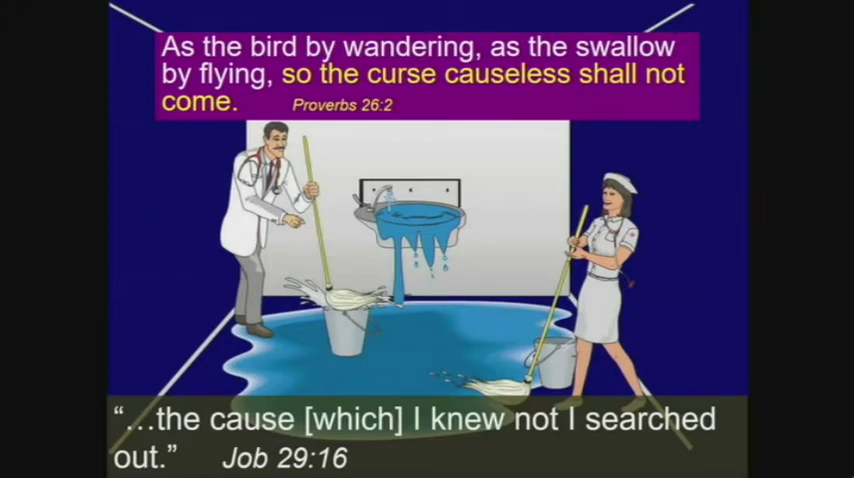 As the bird by wandering, as the swallow
by flying, so the curse causeless shall not
come. Proverbs 26:2
“…the cause [which] I knew not I searched
out.” Job 29:16